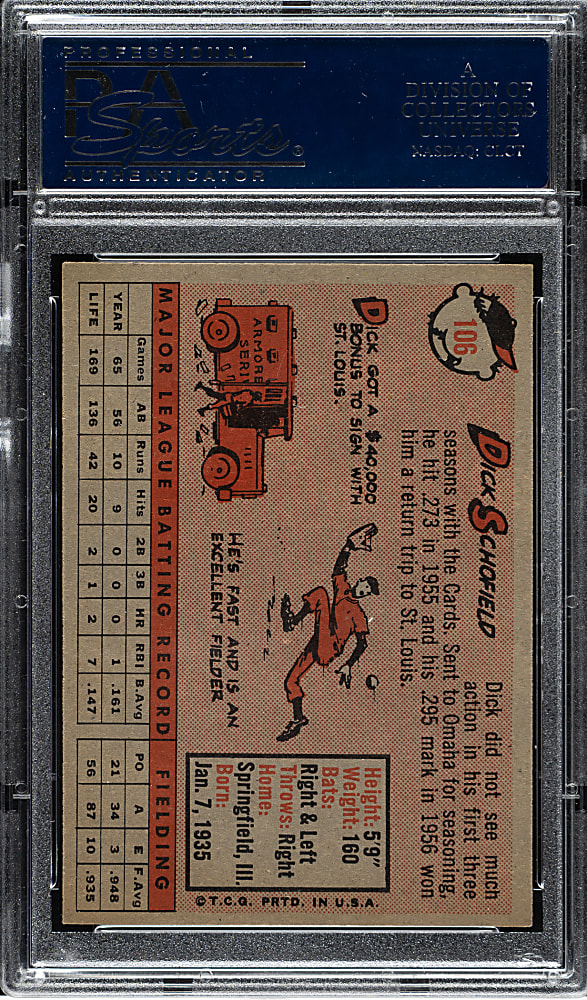 PROFESSIONAL
PSA
Sports®
AUTHENTICATOR
A
DIVISION OF
COLLECTORS
UNIVERSE
NASDAQ: CLCT
106
DICK SCHOFIELD
Dick did not see much
action in his first three
seasons with the Cards. Sent to Omaha for seasoning,
he hit .273 in 1955 and his .295 mark in 1956 won
him a return trip to St. Louis.
DICK GOT A $40,000
BONUS TO SIGN WITH
ST. LOUIS.
ARMORE
SERV
HE'S FAST AND IS AN
EXCELLENT FIELDER
Height: 5'9"
Weight: 160
Bats:
Right & Left
Throws: Right
Home:
Springfield, Ill.
Born:
Jan. 7, 1935
©T.C.G. PRTD. IN U.S.A.
MAJOR LEAGUE BATTING RECORD FIELDING
Games AB Runs Hits 2B 3B HR RBI B.Avg PO A E F.Avg
YEAR 65 56 10 9 0 0 0 1 .161 21 34 3 .948
LIFE 169 136 42 20 2 1 2 7 .147 56 87 10 .935